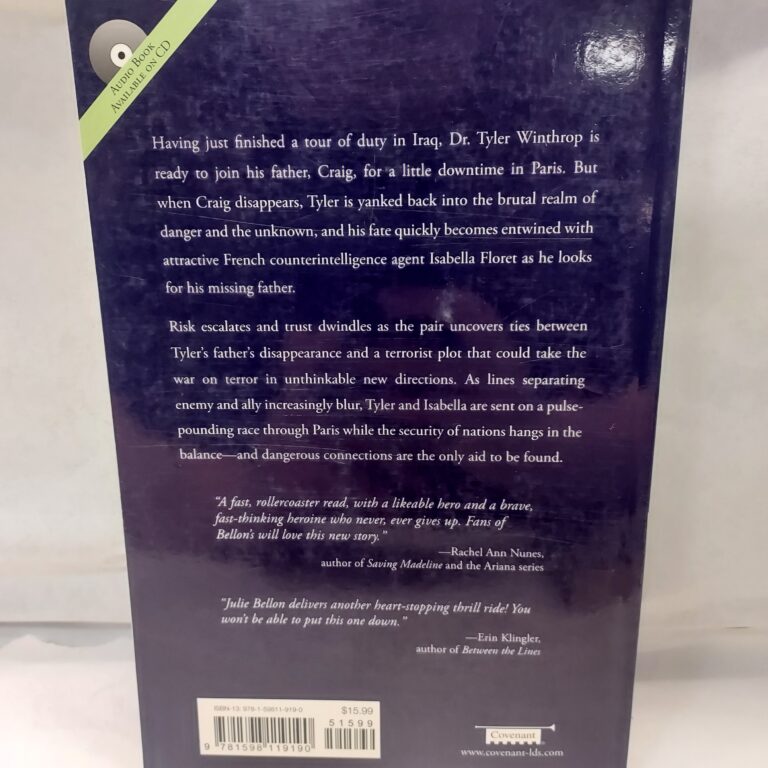 AUDIO BOOK
AVAILABLE ON CD
Having just finished a tour of duty in Iraq, Dr. Tyler Winthrop is
ready to join his father, Craig, for a little downtime in Paris. But
when Craig disappears, Tyler is yanked back into the brutal realm of
danger and the unknown, and his fate quickly becomes entwined with
attractive French counterintelligence agent Isabella Floret as he looks
for his missing father.
Risk escalates and trust dwindles as the pair uncovers ties between
Tyler's father's disappearance and a terrorist plot that could take the
war on terror in unthinkable new directions. As lines separating
enemy and ally increasingly blur, Tyler and Isabella are sent on a pulse-
pounding race through Paris while the security of nations hangs in the
balance—and dangerous connections are the only aid to be found.
"A fast, rollercoaster read, with a likeable hero and a brave,
fast-thinking heroine who never, ever gives up. Fans of
Bellon's will love this new story."
—Rachel Ann Nunes,
author of Saving Madeline and the Ariana series
"Julie Bellon delivers another heart-stopping thrill ride! You
won't be able to put this one down."
—Erin Klingler,
author of Between the Lines
ISBN-13: 978-1-59811-919-0
$15.99
51599
9 781598 119190
Covenant
www.covenant-lds.com